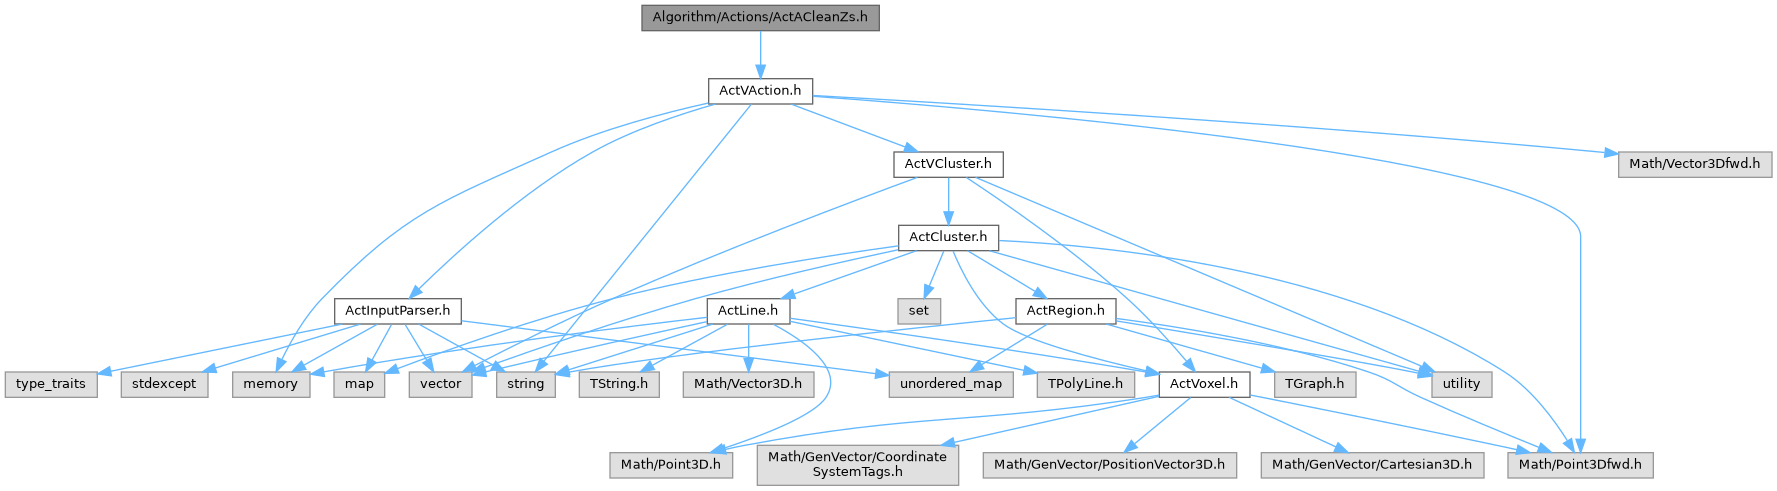 Algorithm/Actions/ActACleanZs.h
ActVAction.h
ActVCluster.h
Math/Vector3Dfwd.h
ActCluster.h
ActInputParser.h
ActLine.h
set
ActRegion.h
type_traits
stdexcept
memory
map
vector
string
TString.h
Math/Vector3D.h
unordered_map
TPolyLine.h
ActVoxel.h
TGraph.h
utility
Math/Point3D.h
Math/GenVector/Coordinate
SystemTags.h
Math/GenVector/PositionVector3D.h
Math/GenVector/Cartesian3D.h
Math/Point3Dfwd.h